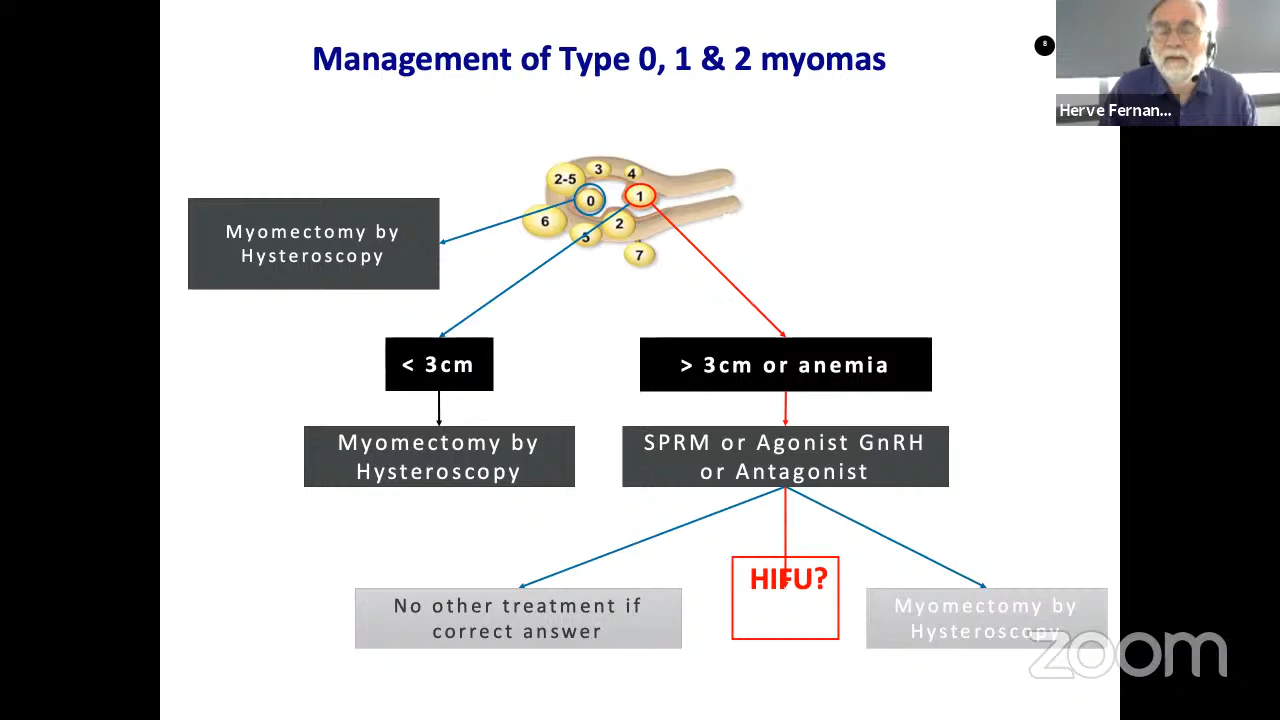 Management of Type 0, 1 & 2 myomas
8
Herve Fernan...
3
4
2-5
0
1
6
5
2
7
Myomectomy by
Hysteroscopy
< 3cm
> 3cm or anemia
Myomectomy by
Hysteroscopy
SPRM or Agonist GnRH
or Antagonist
No other treatment if
correct answer
HIFU?
Myomectomy by
Hysteroscopy
zoom